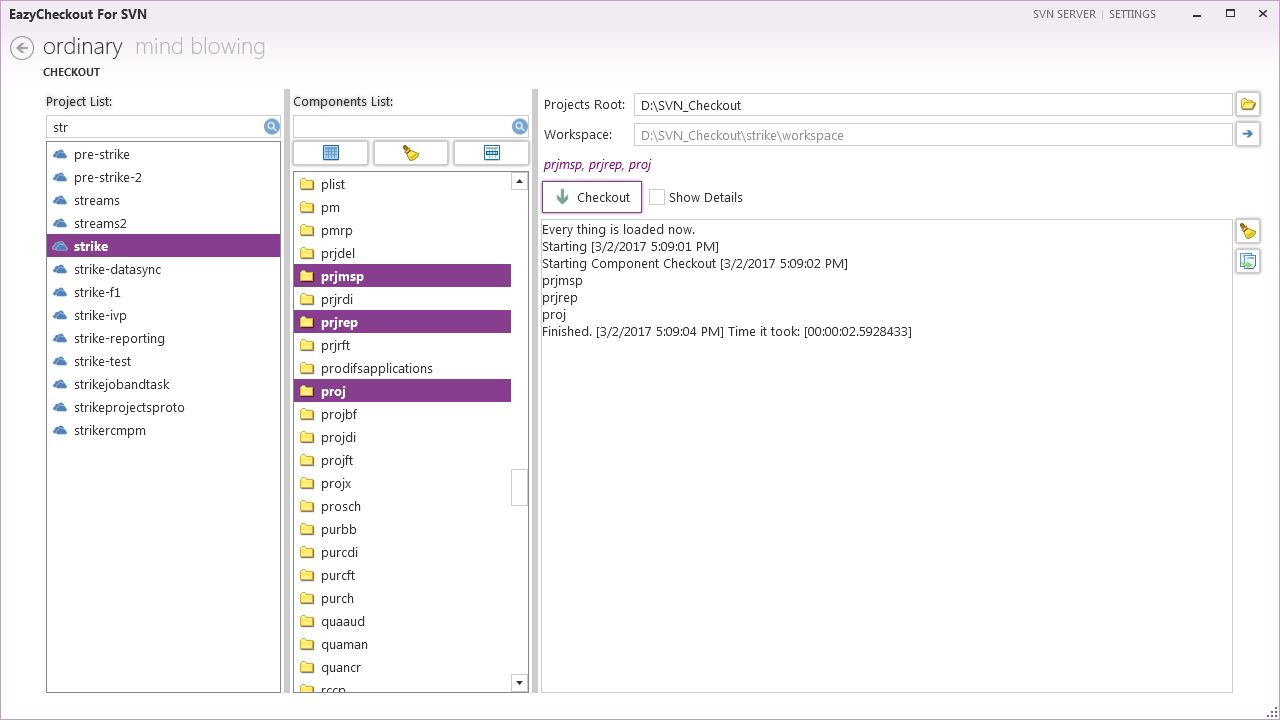 EazyCheckout For SVN
SVN SERVER | SETTINGS
ordinary mind blowing
CHECKOUT
Project List:
str
pre-strike
pre-strike-2
streams
streams2
strike
strike-datasync
strike-f1
strike-ivp
strike-reporting
strike-test
strikejobandtask
strikeprojectsproto
strikercmpm
Components List:
plist
pm
pmrp
prjdel
prjmsp
prjrdi
prjrep
prjrft
prodifsapplications
proj
projbf
projdi
projft
projx
prosch
purbb
purcdi
purcft
purch
quaaud
quaman
quancr
rccp
Projects Root: D:\SVN_Checkout
Workspace: D:\SVN_Checkout\strike\workspace
prjmsp, prjrep, proj
Checkout Show Details
Every thing is loaded now.
Starting [3/2/2017 5:09:01 PM]
Starting Component Checkout [3/2/2017 5:09:02 PM]
prjmsp
prjrep
proj
Finished. [3/2/2017 5:09:04 PM] Time it took: [00:00:02.5928433]